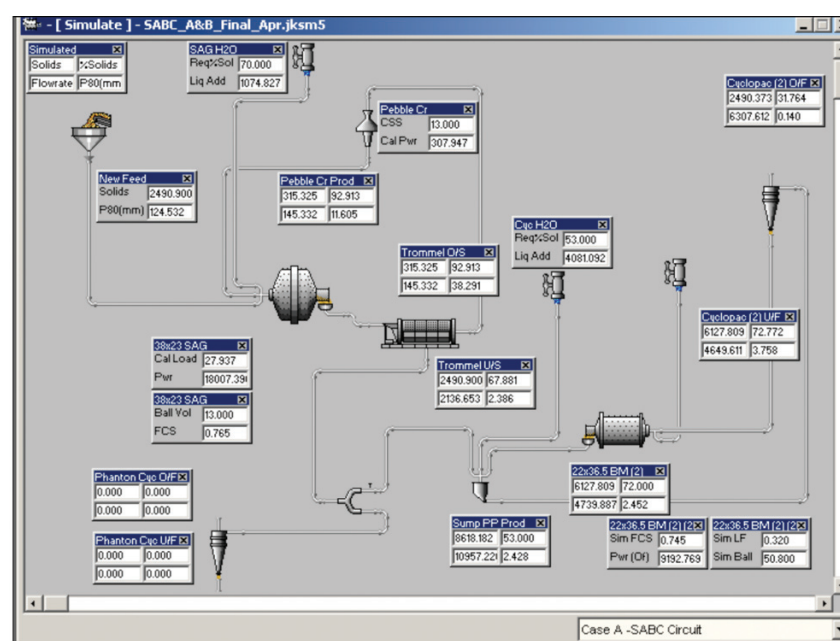 - [ Simulate ] - SABC_A&B_Final_Apr.jksm5
Simulated
Solids %Solids
Flowrate P80(mm
SAG H2O
Req%Sol 70.000
Liq Add 1074.827
Pebble Cr
CSS 13.000
Cal Pwr 307.947
Cyclopac (2) O/F
2490.373 31.764
6307.612 0.140
New Feed
Solids 2490.900
P80(mm) 124.532
Pebble Cr Prod
315.325 92.913
145.332 11.605
Cyc H2O
Req%Sol 53.000
Liq Add 4081.092
Trommel O/S
315.325 92.913
145.332 38.291
Cyclopac (2) U/F
6127.809 72.772
4649.611 3.758
38x23 SAG
Cal Load 27.937
Pwr 18007.39
38x23 SAG
Ball Vol 13.000
FCS 0.765
Trommel U/S
2490.900 67.881
2136.653 2.386
Phanton Cyc O/F
0.000 0.000
0.000 0.000
22x36.5 BM (2)
6127.809 72.000
4739.887 2.452
Phanton Cyc U/F
0.000 0.000
0.000 0.000
Sump PP Prod
8618.182 53.000
10957.22 2.428
22x36.5 BM (2) (2
Sim FCS 0.745
Pwr (Of) 9192.769
22x36.5 BM (2) (2
Sim LF 0.320
Sim Ball 50.800
Case A -SABC Circuit